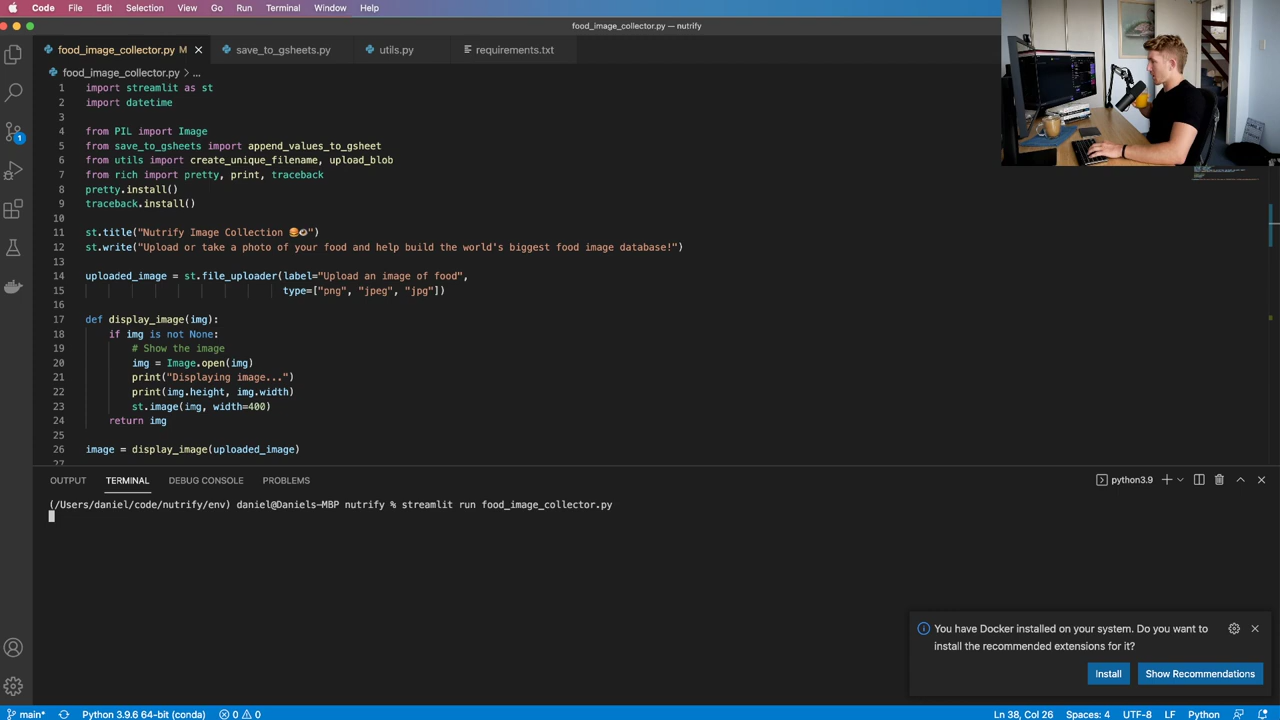 Code File Edit Selection View Go Run Terminal Window Help
food_image_collector.py — nutrify
food_image_collector.py M save_to_gsheets.py utils.py requirements.txt
food_image_collector.py > ...
1 import streamlit as st
2 import datetime
3
4 from PIL import Image
5 from save_to_gsheets import append_values_to_gsheet
6 from utils import create_unique_filename, upload_blob
7 from rich import pretty, print, traceback
8 pretty.install()
9 traceback.install()
10
11 st.title("Nutrify Image Collection 🍔🍳")
12 st.write("Upload or take a photo of your food and help build the world's biggest food image database!")
13
14 uploaded_image = st.file_uploader(label="Upload an image of food",
15 type=["png", "jpeg", "jpg"])
16
17 def display_image(img):
18 if img is not None:
19 # Show the image
20 img = Image.open(img)
21 print("Displaying image...")
22 print(img.height, img.width)
23 st.image(img, width=400)
24 return img
25
26 image = display_image(uploaded_image)
27
1
OUTPUT TERMINAL DEBUG CONSOLE PROBLEMS python3.9
(/Users/daniel/code/nutrify/env) daniel@Daniels-MBP nutrify % streamlit run food_image_collector.py
You have Docker installed on your system. Do you want to
install the recommended extensions for it?
Install Show Recommendations
main* Python 3.9.6 64-bit (conda) 0 0 Ln 38, Col 26 Spaces: 4 UTF-8 LF Python